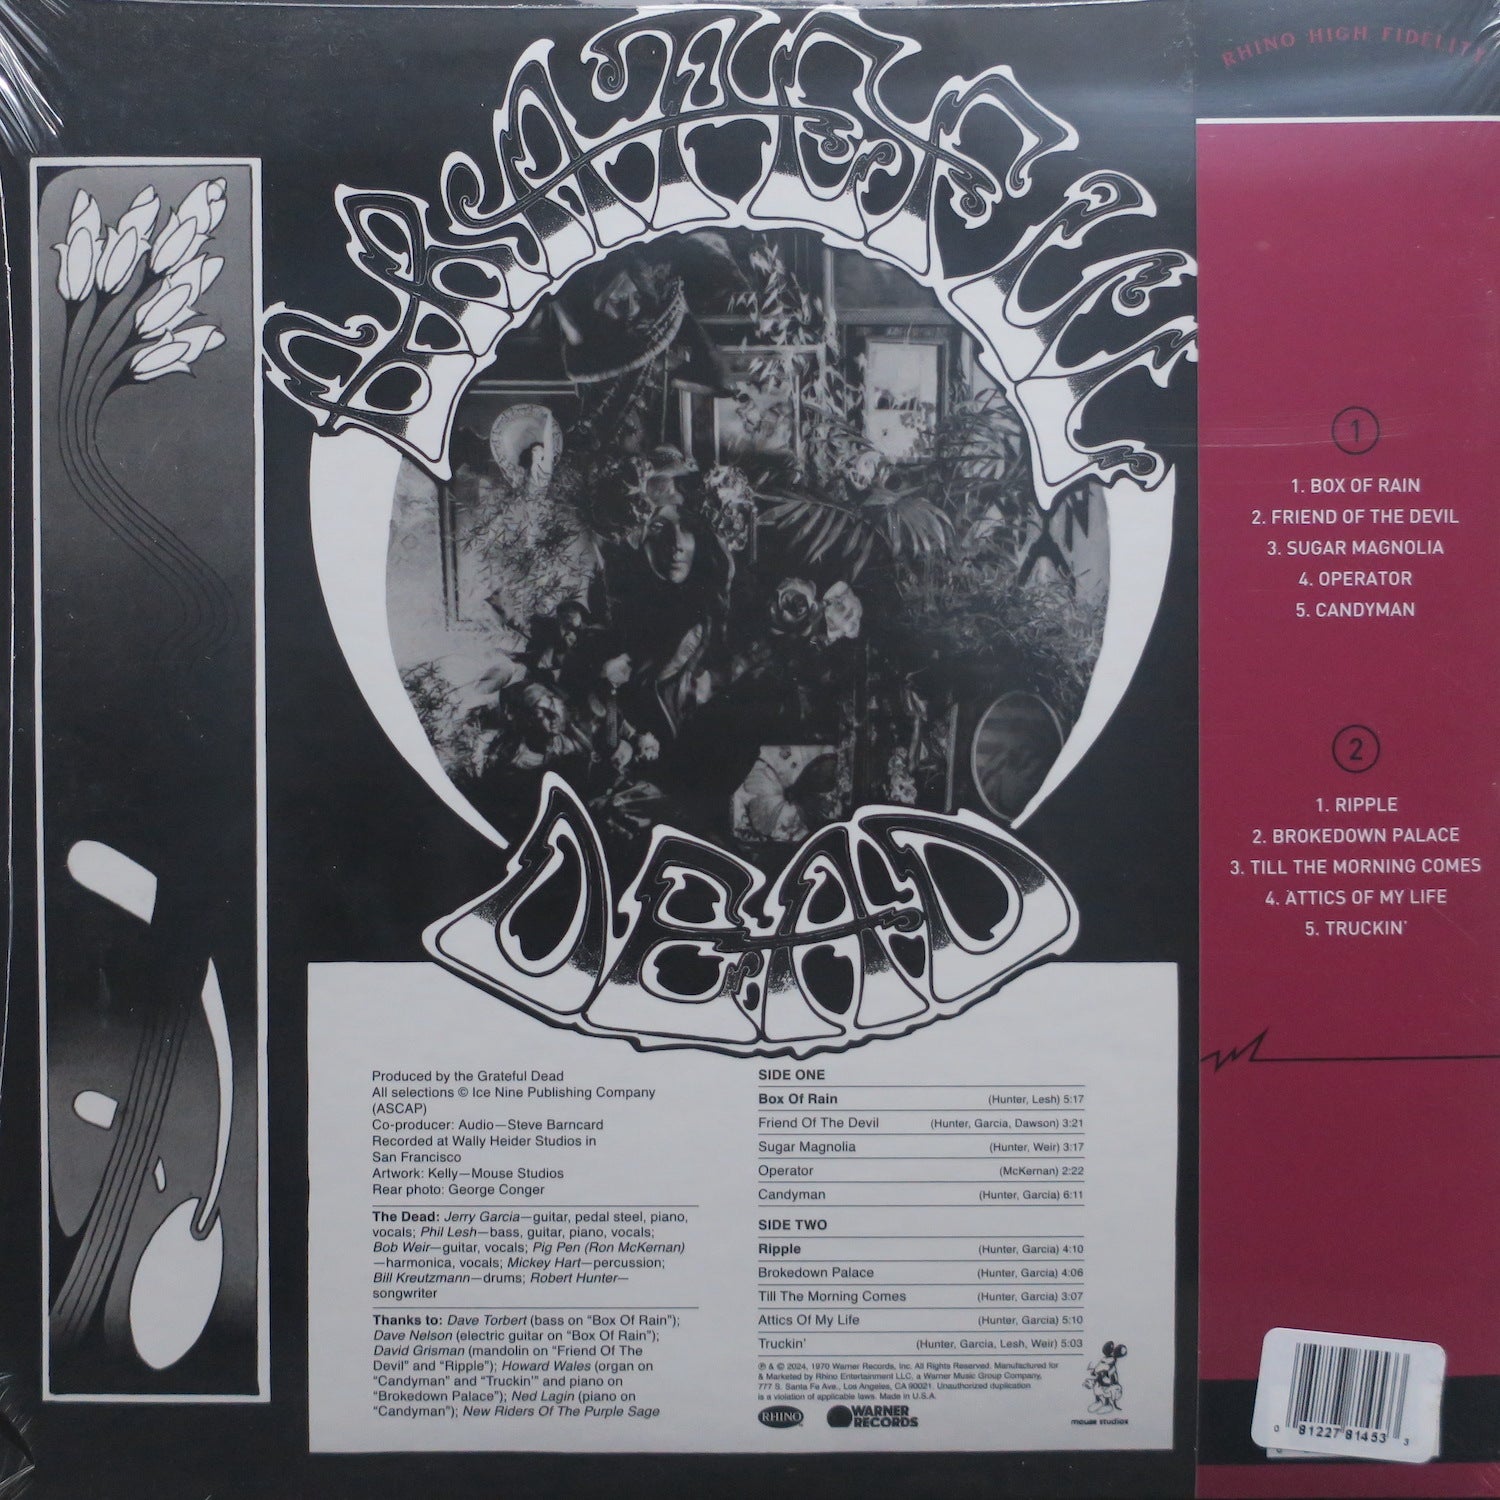 GRATEFUL
DEAD
RHINO HIGH FIDELITY
1
1. BOX OF RAIN
2. FRIEND OF THE DEVIL
3. SUGAR MAGNOLIA
4. OPERATOR
5. CANDYMAN
2
1. RIPPLE
2. BROKEDOWN PALACE
3. TILL THE MORNING COMES
4. ATTICS OF MY LIFE
5. TRUCKIN'
Produced by the Grateful Dead
All selections © Ice Nine Publishing Company
(ASCAP)
Co-producer: Audio—Steve Barncard
Recorded at Wally Heider Studios in
San Francisco
Artwork: Kelly—Mouse Studios
Rear photo: George Conger
The Dead: Jerry Garcia—guitar, pedal steel, piano,
vocals; Phil Lesh—bass, guitar, piano, vocals;
Bob Weir—guitar, vocals; Pig Pen (Ron McKernan)
—harmonica, vocals; Mickey Hart—percussion;
Bill Kreutzmann—drums; Robert Hunter—
songwriter
Thanks to: Dave Torbert (bass on “Box Of Rain”);
Dave Nelson (electric guitar on “Box Of Rain”);
David Grisman (mandolin on “Friend Of The
Devil” and “Ripple”); Howard Wales (organ on
“Candyman” and “Truckin'” and piano on
“Brokedown Palace”); Ned Lagin (piano on
“Candyman”); New Riders Of The Purple Sage
SIDE ONE
Box Of Rain (Hunter, Lesh) 5:17
Friend Of The Devil (Hunter, Garcia, Dawson) 3:21
Sugar Magnolia (Hunter, Weir) 3:17
Operator (McKernan) 2:22
Candyman (Hunter, Garcia) 6:11
SIDE TWO
Ripple (Hunter, Garcia) 4:10
Brokedown Palace (Hunter, Garcia) 4:06
Till The Morning Comes (Hunter, Garcia) 3:07
Attics Of My Life (Hunter, Garcia) 5:10
Truckin' (Hunter, Garcia, Lesh, Weir) 5:03
℗ & © 2024, 1970 Warner Records, Inc. All Rights Reserved. Manufactured for
& Marketed by Rhino Entertainment LLC, a Warner Music Group Company,
777 S. Santa Fe Ave., Los Angeles, CA 90021. Unauthorized duplication
is a violation of applicable laws. Made in U.S.A.
RHINO
WARNER
RECORDS
mouse studios
0 81227 81453 3